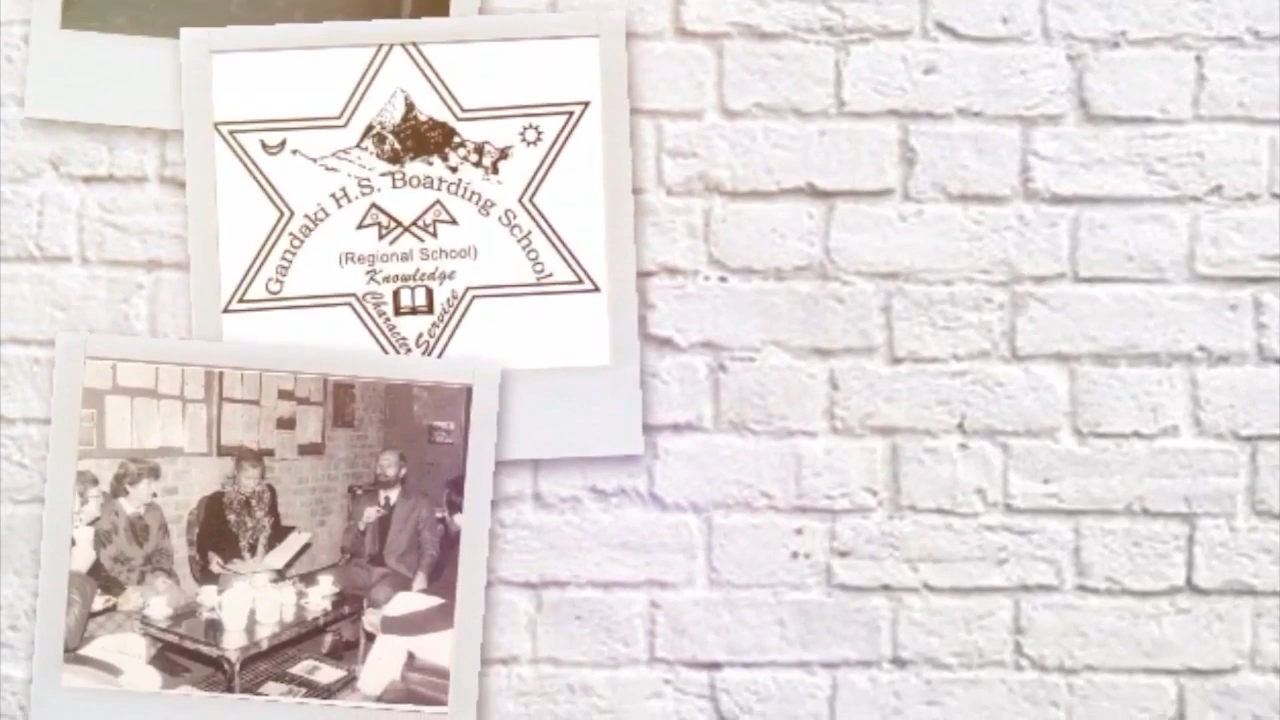 Gandaki H.S. Boarding School
(Regional School)
Knowledge
Character
Service